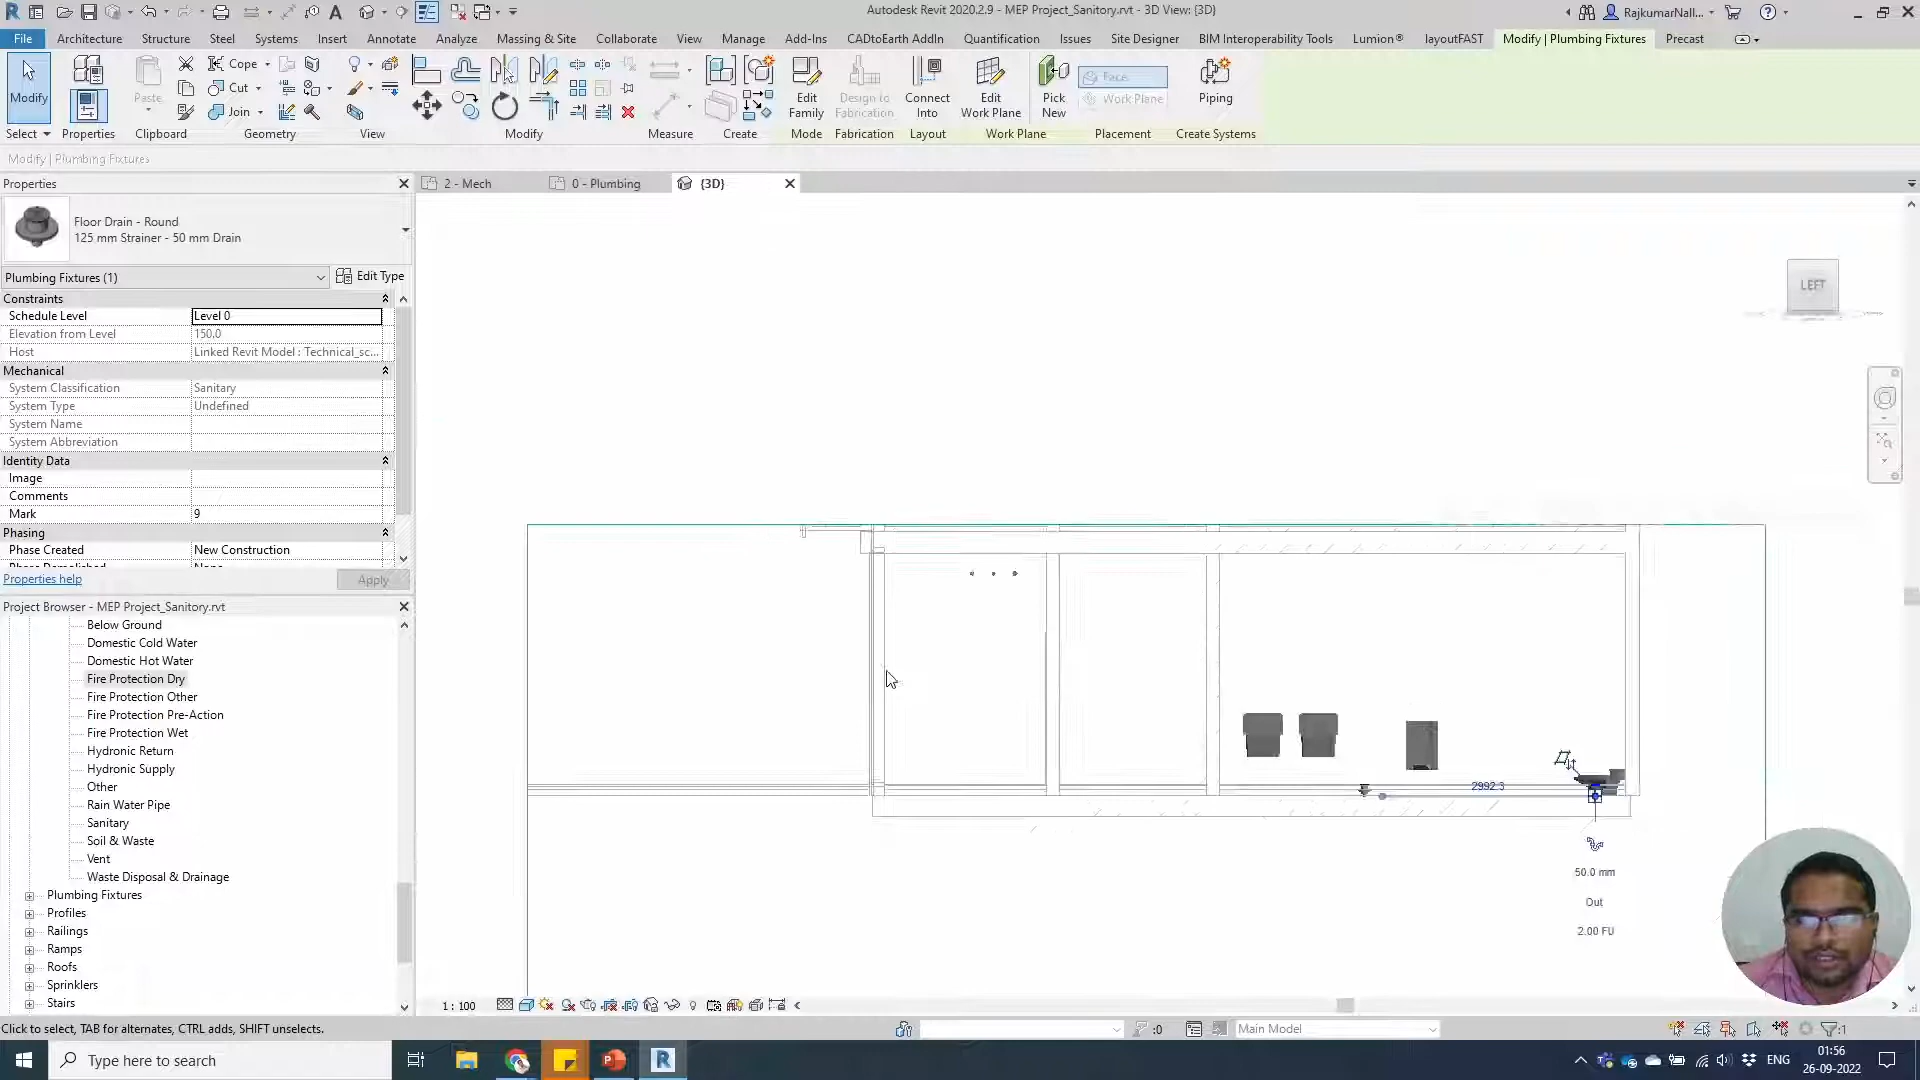 Autodesk Revit 2020.2.9 - MEP Project_Sanitory.rvt - 3D View: {3D}
RajkumarNall...
File Architecture Structure Steel Systems Insert Annotate Analyze Massing & Site Collaborate View Manage Add-Ins CADtoEarth AddIn Quantification Issues Site Designer BIM Interoperability Tools Lumion® layoutFAST Modify | Plumbing Fixtures Precast
Modify
Paste
Cope
Cut
Join
Edit Family
Design to Fabrication
Connect Into
Edit Work Plane
Pick New
Face
Work Plane
Piping
Select Properties Clipboard Geometry View Modify Measure Create Mode Fabrication Layout Work Plane Placement Create Systems
Modify | Plumbing Fixtures
Properties
2 - Mech
0 - Plumbing
{3D}
Floor Drain - Round
125 mm Strainer - 50 mm Drain
Plumbing Fixtures (1)
Edit Type
Constraints
Schedule Level Level 0
Elevation from Level 150.0
Host Linked Revit Model : Technical_sc...
Mechanical
System Classification Sanitary
System Type Undefined
System Name
System Abbreviation
Identity Data
Image
Comments
Mark 9
Phasing
Phase Created New Construction
Properties help
Apply
Project Browser - MEP Project_Sanitory.rvt
Below Ground
Domestic Cold Water
Domestic Hot Water
Fire Protection Dry
Fire Protection Other
Fire Protection Pre-Action
Fire Protection Wet
Hydronic Return
Hydronic Supply
Other
Rain Water Pipe
Sanitary
Soil & Waste
Vent
Waste Disposal & Drainage
Plumbing Fixtures
Profiles
Railings
Ramps
Roofs
Sprinklers
Stairs
LEFT
2992.3
50.0 mm
Out
2.00 FU
1 : 100
Click to select, TAB for alternates, CTRL adds, SHIFT unselects.
:0
Main Model
:1
Type here to search
ENG
01:56
26-09-2022